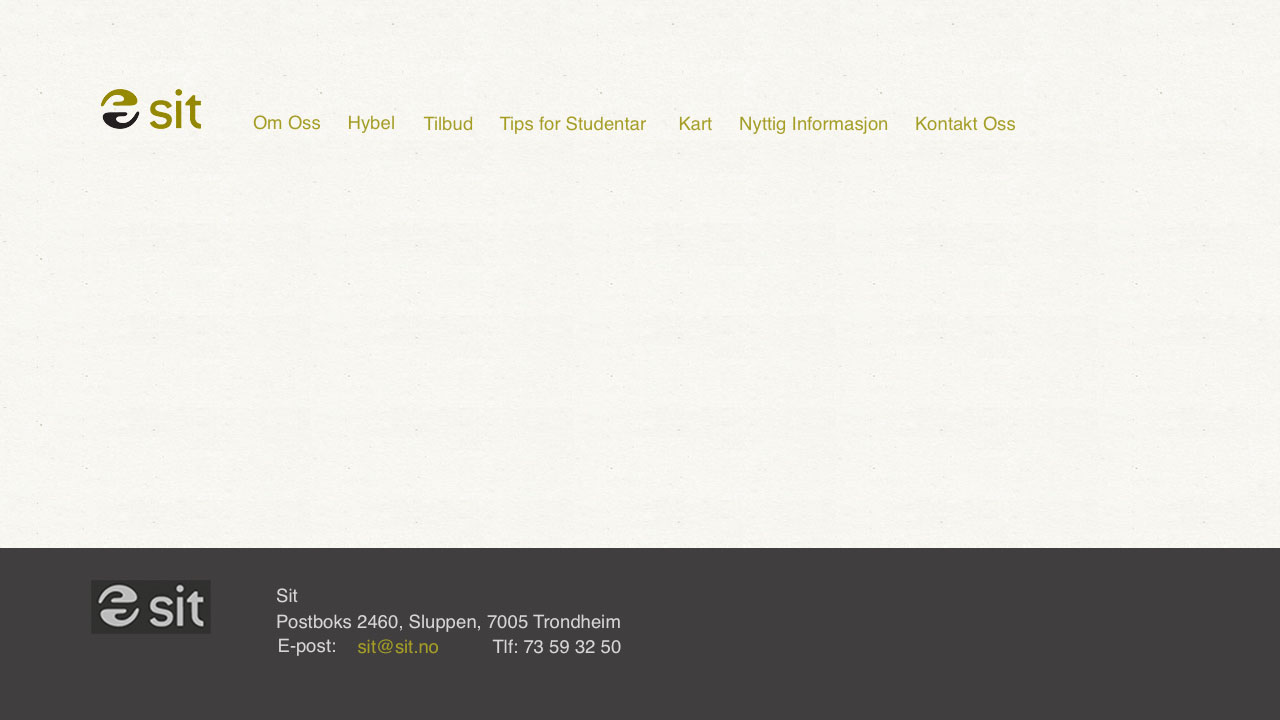 sit
Om Oss Hybel Tilbud Tips for Studentar Kart Nyttig Informasjon Kontakt Oss
sit
Sit
Postboks 2460, Sluppen, 7005 Trondheim
E-post: sit@sit.no Tlf: 73 59 32 50